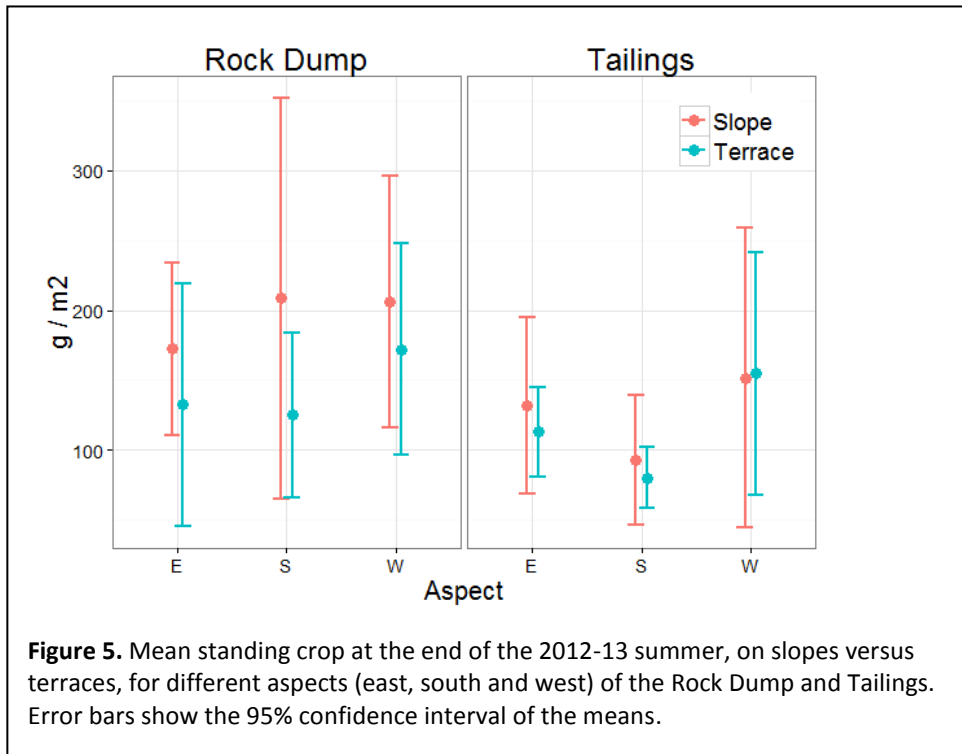 Rock Dump
Tailings
Slope
Terrace
300
200
100
g / m2
E
S
W
E
S
W
Aspect
Figure 5. Mean standing crop at the end of the 2012-13 summer, on slopes versus
terraces, for different aspects (east, south and west) of the Rock Dump and Tailings.
Error bars show the 95% confidence interval of the means.